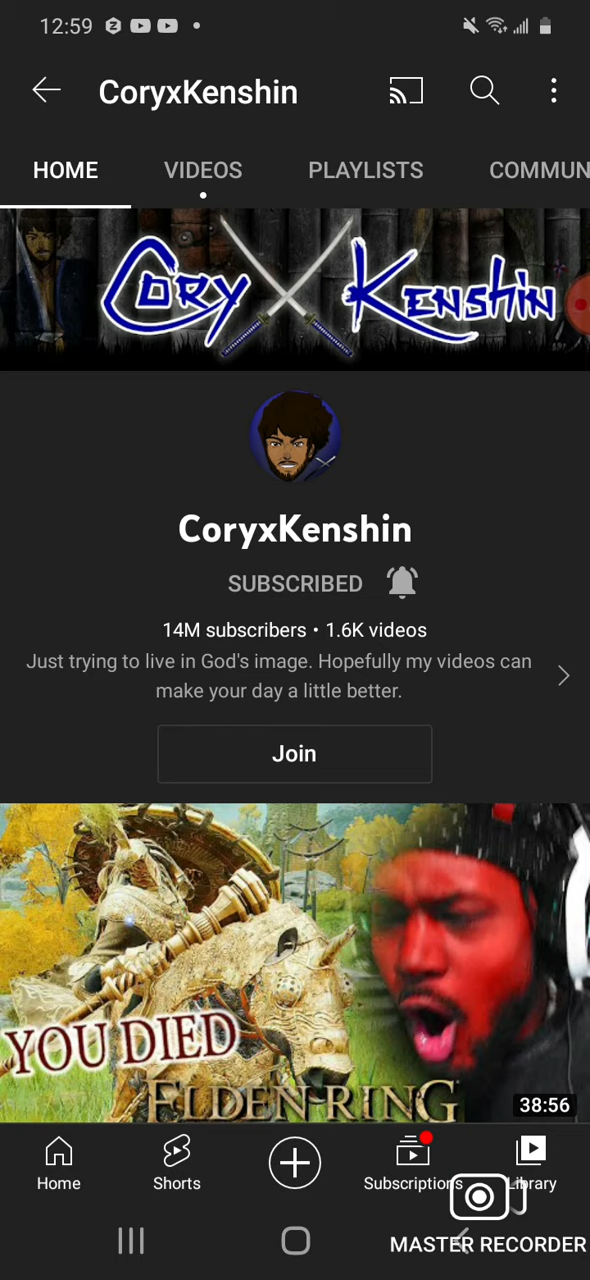 12:59
CoryxKenshin
HOME VIDEOS PLAYLISTS COMMUN
CORY KENSHIN
CoryxKenshin
SUBSCRIBED
14M subscribers • 1.6K videos
Just trying to live in God's image. Hopefully my videos can
make your day a little better.
Join
YOU DIED
ELDEN RING
38:56
Home Shorts Subscriptions Library
MASTER RECORDER